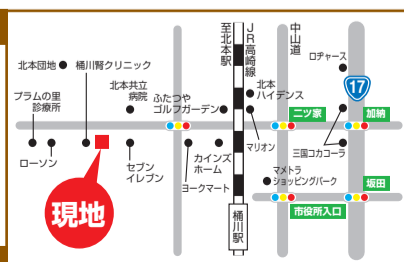 至北本駅
JR高崎線
中山道
ロヂャース
17
北本団地
桶川腎クリニック
北本共立
病院
ふたつや
ゴルフガーデン
北本
ハイデンス
プラムの里
診療所
二ツ家
加納
ローソン
セブン
イレブン
カインズ
ホーム
ヨークマート
マリオン
三国コカコーラ
マメトラ
ショッピングパーク
坂田
現地
桶川駅
市役所入口